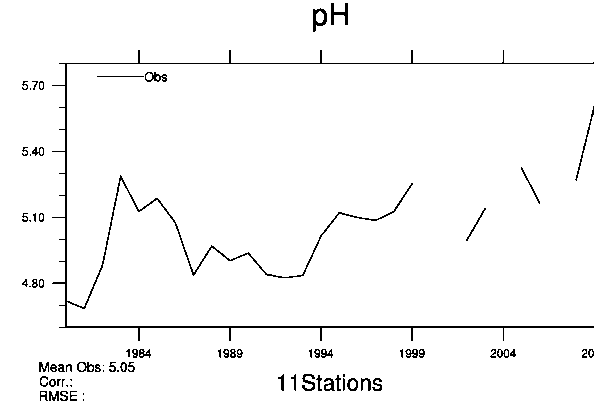 pH
Obs
5.70
5.40
5.10
4.80
1984 1989 1994 1999 2004 20
Mean Obs: 5.05
Corr.:
RMSE :
11Stations